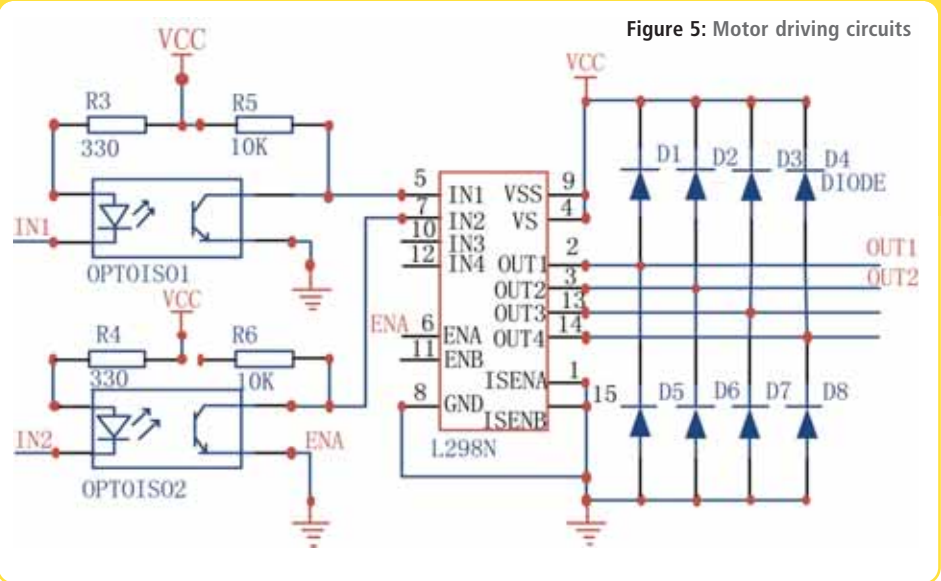 Figure 5: Motor driving circuits
VCC
R3
R5
330
10K
IN1
OPTOISO1
VCC
R4
R6
330
10K
IN2
ENA
OPTOISO2
VCC
5
IN1
VSS
9
7
IN2
VS
4
10
IN3
12
IN4
OUT1
2
OUT2
3
OUT3
13
ENA
6
ENA
OUT4
14
11
ENB
ISENA
1
8
GND
15
ISENB
L298N
D1
D2
D3
D4
DIODE
OUT1
OUT2
D5
D6
D7
D8